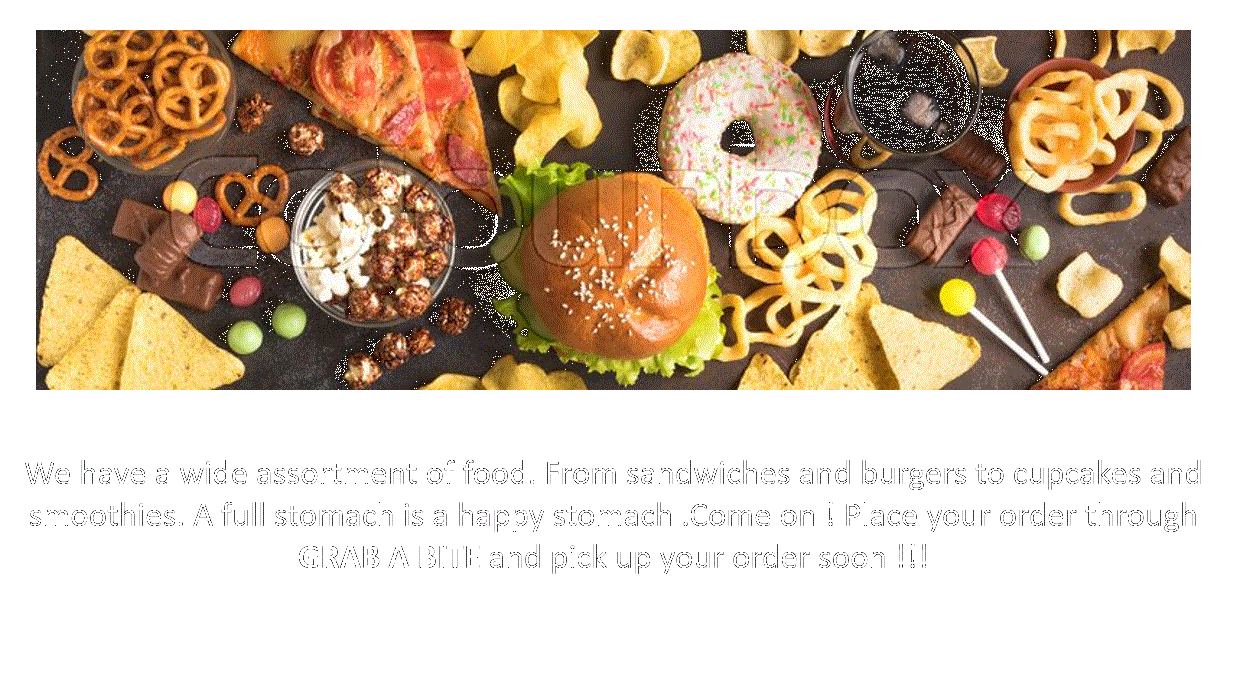 We have a wide assortment of food. From sandwiches and burgers to cupcakes and
smoothies. A full stomach is a happy stomach .Come on ! Place your order through
GRAB A BITE and pick up your order soon !!!